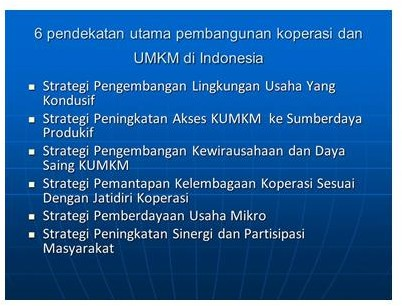 6 pendekatan utama pembangunan koperasi dan
UMKM di Indonesia
Strategi Pengembangan Lingkungan Usaha Yang
Kondusif
Strategi Peningkatan Akses KUMKM ke Sumberdaya
Produkif
Strategi Pengembangan Kewirausahaan dan Daya
Saing KUMKM
Strategi Pemantapan Kelembagaan Koperasi Sesuai
Dengan Jatidiri Koperasi
Strategi Pemberdayaan Usaha Mikro
Strategi Peningkatan Sinergi dan Partisipasi
Masyarakat